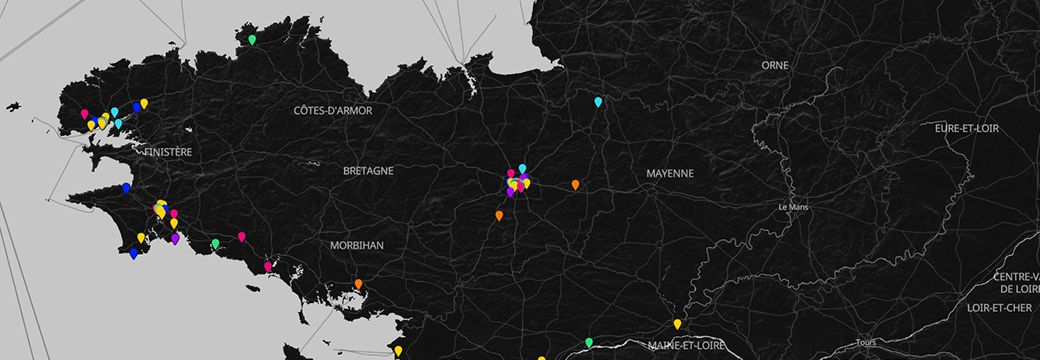 ORNE
CÔTES-D'ARMOR
EURE-ET-LOIR
FINISTÈRE
BRETAGNE
MAYENNE
Le Mans
MORBIHAN
CENTRE-VA
DE LOIRE
LOIR-ET-CHER
MAINE-ET-LOIRE
Tours